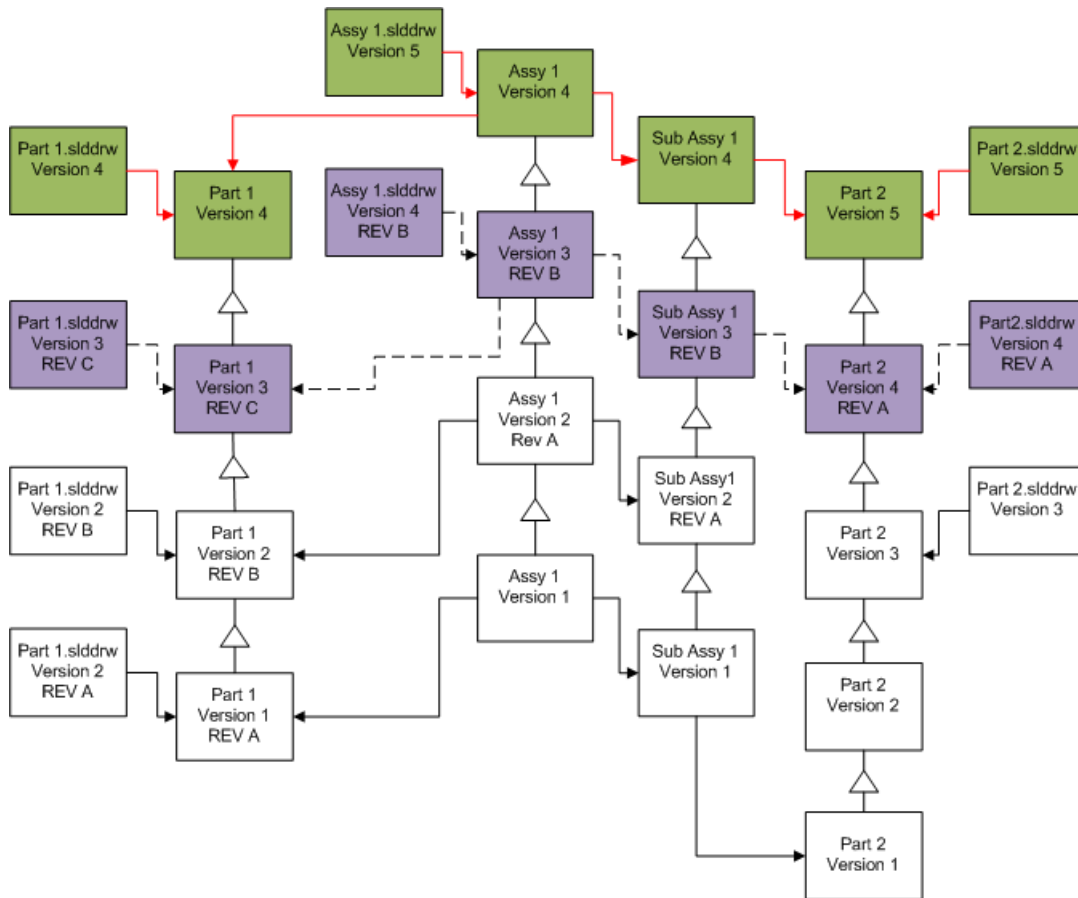 Assy 1.slddrw
Version 5
Assy 1
Version 4
Part 1.slddrw
Version 4
Sub Assy 1
Version 4
Part 2.slddrw
Version 5
Part 1
Version 4
Assy 1.slddrw
Version 4
REV B
Part 2
Version 5
Assy 1
Version 3
REV B
Part 1.slddrw
Version 3
REV C
Sub Assy 1
Version 3
REV B
Part2.slddrw
Version 4
REV A
Part 1
Version 3
REV C
Part 2
Version 4
REV A
Assy 1
Version 2
Rev A
Part 1.slddrw
Version 2
REV B
Sub Assy1
Version 2
REV A
Part 2.slddrw
Version 3
Part 1
Version 2
REV B
Part 2
Version 3
Assy 1
Version 1
Part 1.slddrw
Version 2
REV A
Sub Assy 1
Version 1
Part 1
Version 1
REV A
Part 2
Version 2
Part 2
Version 1